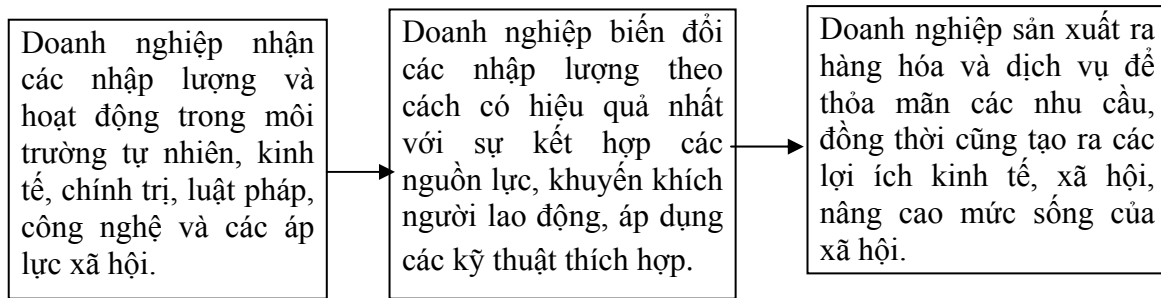 Doanh nghiệp nhận
các nhập lượng và
hoạt động trong môi
trường tự nhiên, kinh
tế, chính trị, luật pháp,
công nghệ và các áp
lực xã hội.
Doanh nghiệp biến đổi
các nhập lượng theo
cách có hiệu quả nhất
với sự kết hợp các
nguồn lực, khuyến khích
người lao động, áp dụng
các kỹ thuật thích hợp.
Doanh nghiệp sản xuất ra
hàng hóa và dịch vụ để
thỏa mãn các nhu cầu,
đồng thời cũng tạo ra các
lợi ích kinh tế, xã hội,
nâng cao mức sống của
xã hội.